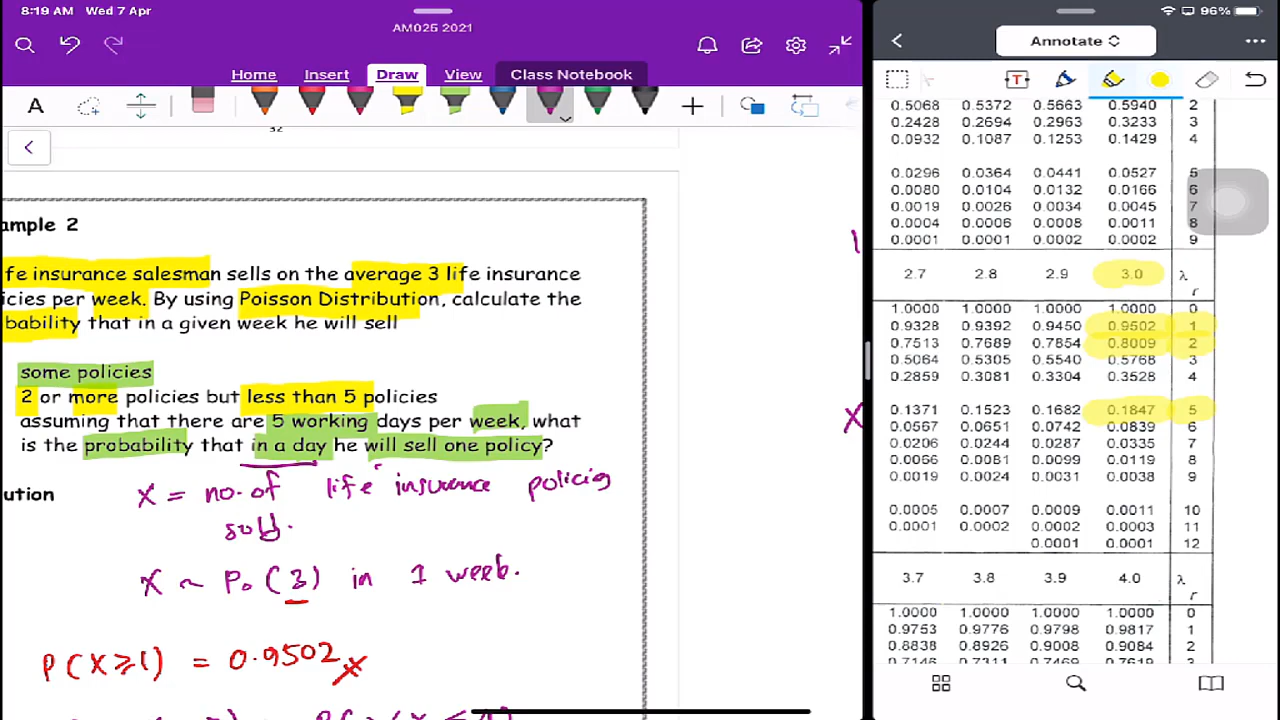 8:19 AM Wed 7 Apr
AM025 2021
Home Insert Draw View Class Notebook
32
ample 2
fe insurance salesman sells on the average 3 life insurance
icies per week. By using Poisson Distribution, calculate the
bability that in a given week he will sell
some policies
2 or more policies but less than 5 policies
assuming that there are 5 working days per week, what
is the probability that in a day he will sell one policy?
ution
X = no. of life insurance policies
sold.
X ~ Po (3) in 1 week.
P(X≥1) = 0.9502
96%
Annotate
0.5068 0.5372 0.5663 0.5940 2
0.2428 0.2694 0.2963 0.3233 3
0.0932 0.1087 0.1253 0.1429 4
0.0296 0.0364 0.0441 0.0527 5
0.0080 0.0104 0.0132 0.0166 6
0.0019 0.0026 0.0034 0.0045 7
0.0004 0.0006 0.0008 0.0011 8
0.0001 0.0001 0.0002 0.0002 9
2.7 2.8 2.9 3.0 λ
r
1.0000 1.0000 1.0000 1.0000 0
0.9328 0.9392 0.9450 0.9502 1
0.7513 0.7689 0.7854 0.8009 2
0.5064 0.5305 0.5540 0.5768 3
0.2859 0.3081 0.3304 0.3528 4
0.1371 0.1523 0.1682 0.1847 5
0.0567 0.0651 0.0742 0.0839 6
0.0206 0.0244 0.0287 0.0335 7
0.0066 0.0081 0.0099 0.0119 8
0.0019 0.0024 0.0031 0.0038 9
0.0005 0.0007 0.0009 0.0011 10
0.0001 0.0002 0.0002 0.0003 11
0.0001 0.0001 12
3.7 3.8 3.9 4.0 λ
r
1.0000 1.0000 1.0000 1.0000 0
0.9753 0.9776 0.9798 0.9817 1
0.8838 0.8926 0.9008 0.9084 2
0.7146 0.7311 0.7469 0.7619 3